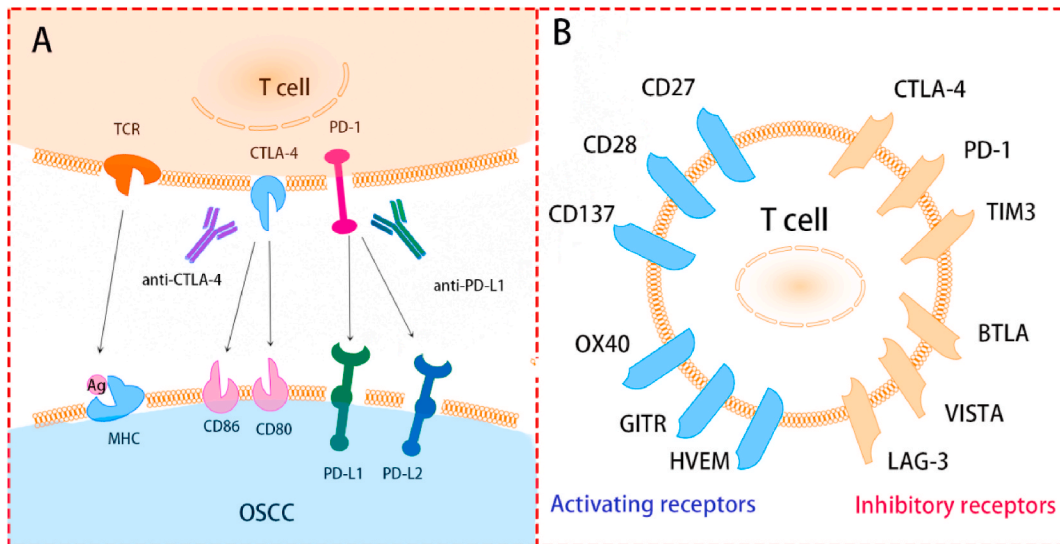 A
T cell
TCR
CTLA-4
PD-1
anti-CTLA-4
anti-PD-L1
Ag
MHC
CD86
CD80
PD-L1
PD-L2
OSCC
B
CD27
CTLA-4
CD28
PD-1
CD137
TIM3
T cell
OX40
BTLA
GITR
VISTA
HVEM
LAG-3
Activating receptors
Inhibitory receptors